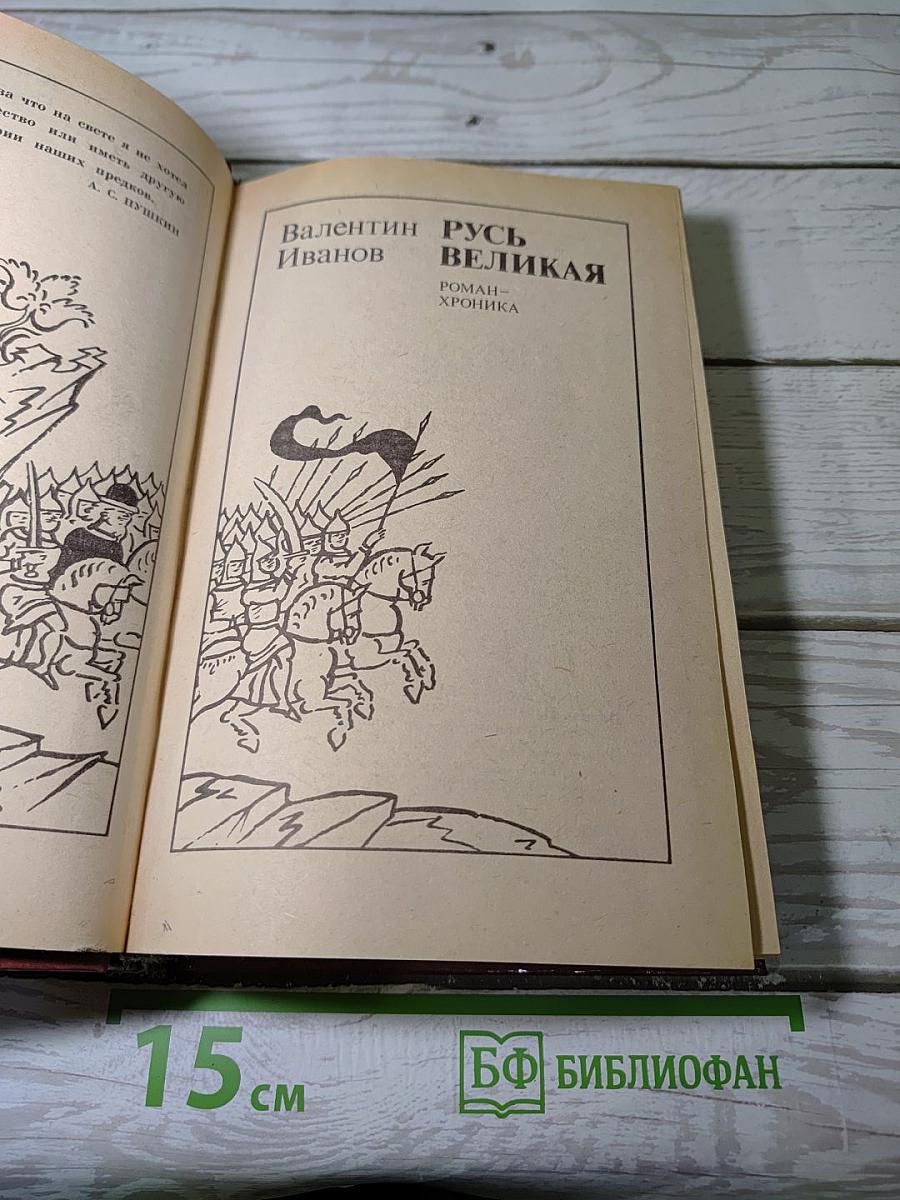 за что на свете я не хотел
ество или иметь другую
рии наших предков.
А. С. ПУШКИН
Валентин
Иванов
РУСЬ
ВЕЛИКАЯ
РОМАН–
ХРОНИКА
15 см
БФ БИБЛИОФАН